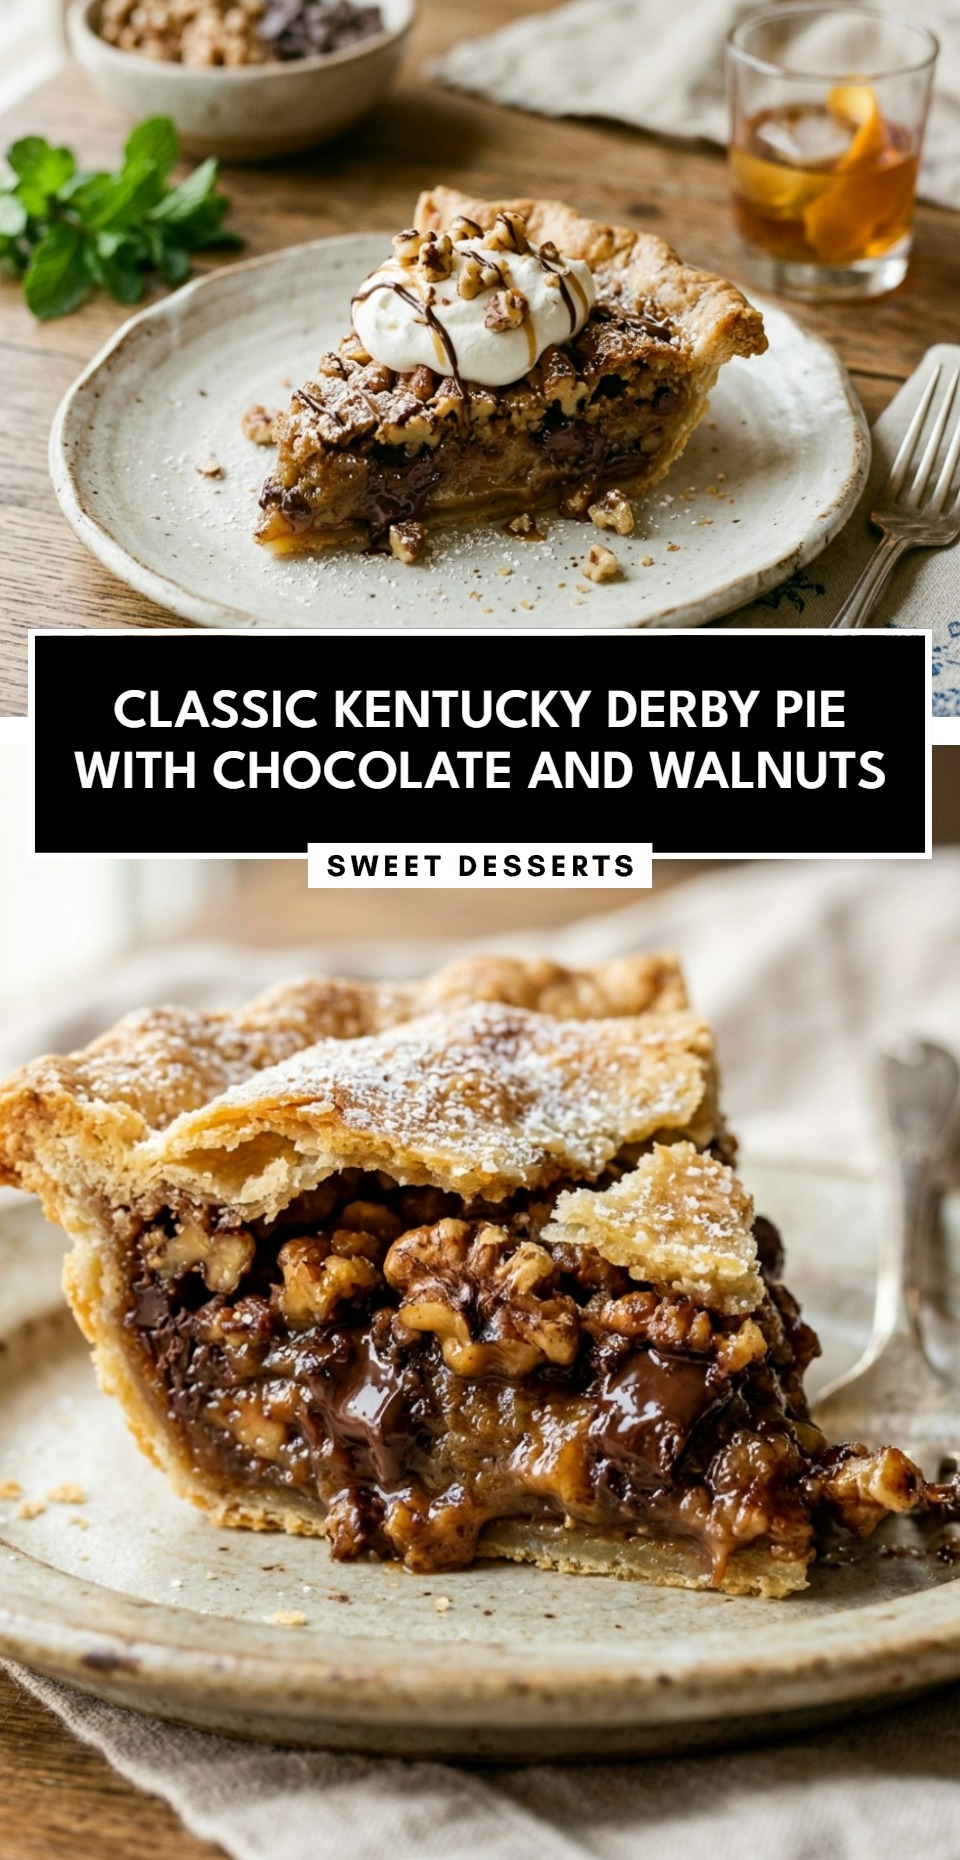 CLASSIC KENTUCKY DERBY PIE
WITH CHOCOLATE AND WALNUTS
SWEET DESSERTS